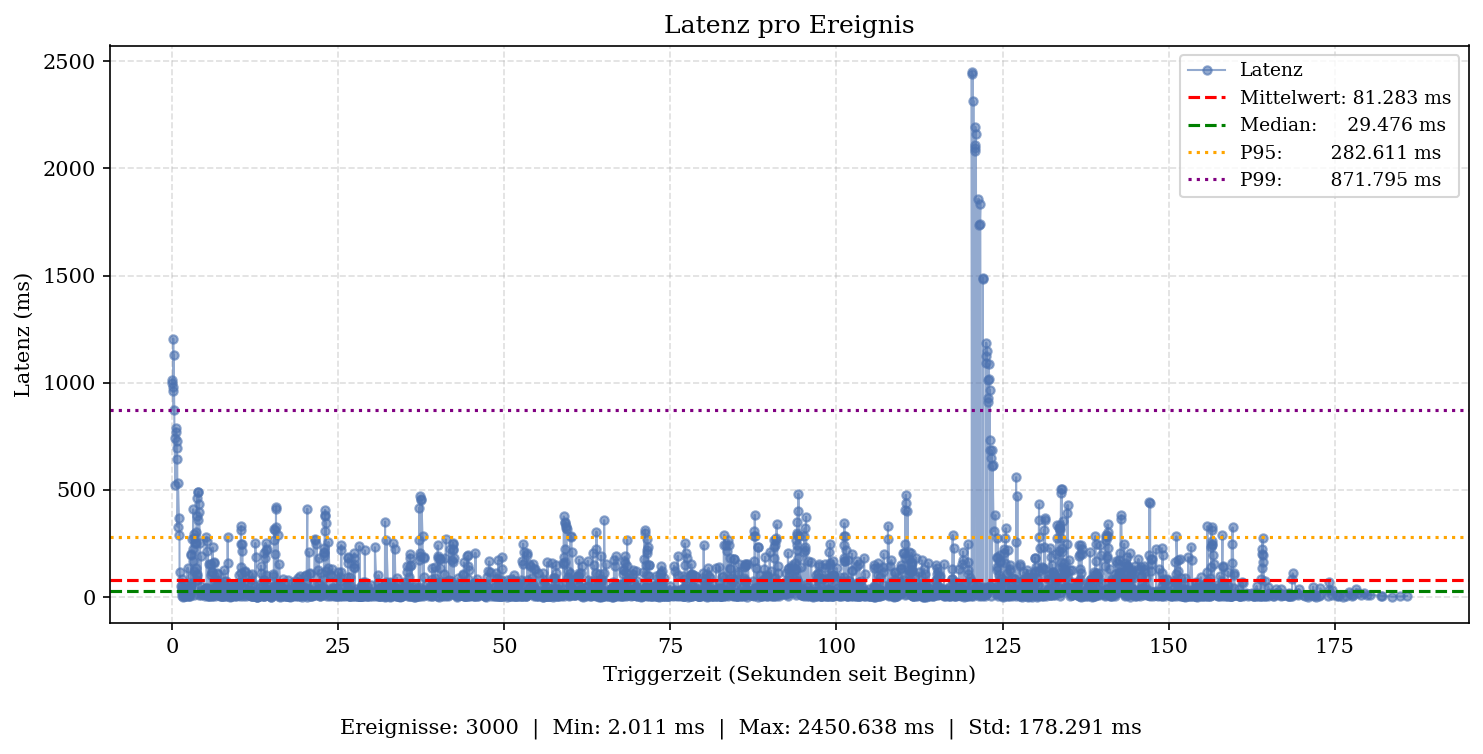 Latenz pro Ereignis
Latenz (ms)
2500
2000
1500
1000
500
0
Latenz
Mittelwert: 81.283 ms
Median: 29.476 ms
P95: 282.611 ms
P99: 871.795 ms
0 25 50 75 100 125 150 175
Triggerzeit (Sekunden seit Beginn)
Ereignisse: 3000 | Min: 2.011 ms | Max: 2450.638 ms | Std: 178.291 ms